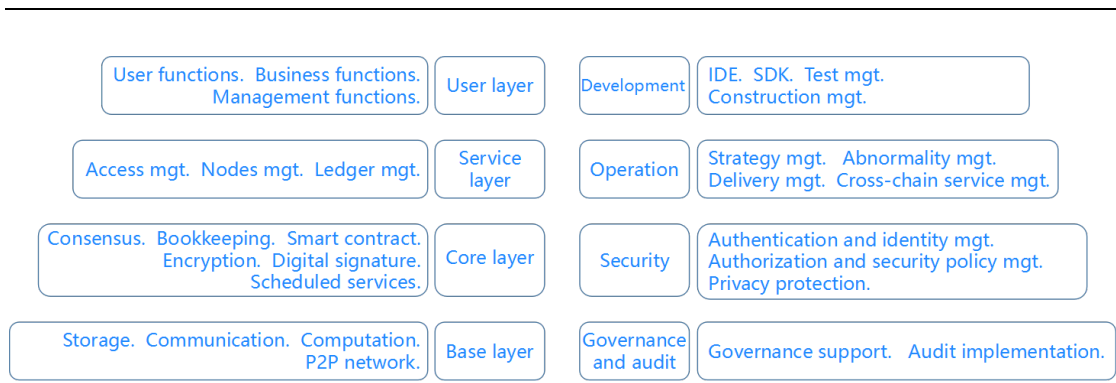 User functions. Business functions.
Management functions.
User layer
Development
IDE. SDK. Test mgt.
Construction mgt.
Access mgt. Nodes mgt. Ledger mgt.
Service
layer
Operation
Strategy mgt. Abnormality mgt.
Delivery mgt. Cross-chain service mgt.
Consensus. Bookkeeping. Smart contract.
Encryption. Digital signature.
Scheduled services.
Core layer
Security
Authentication and identity mgt.
Authorization and security policy mgt.
Privacy protection.
Storage. Communication. Computation.
P2P network.
Base layer
Governance
and audit
Governance support. Audit implementation.